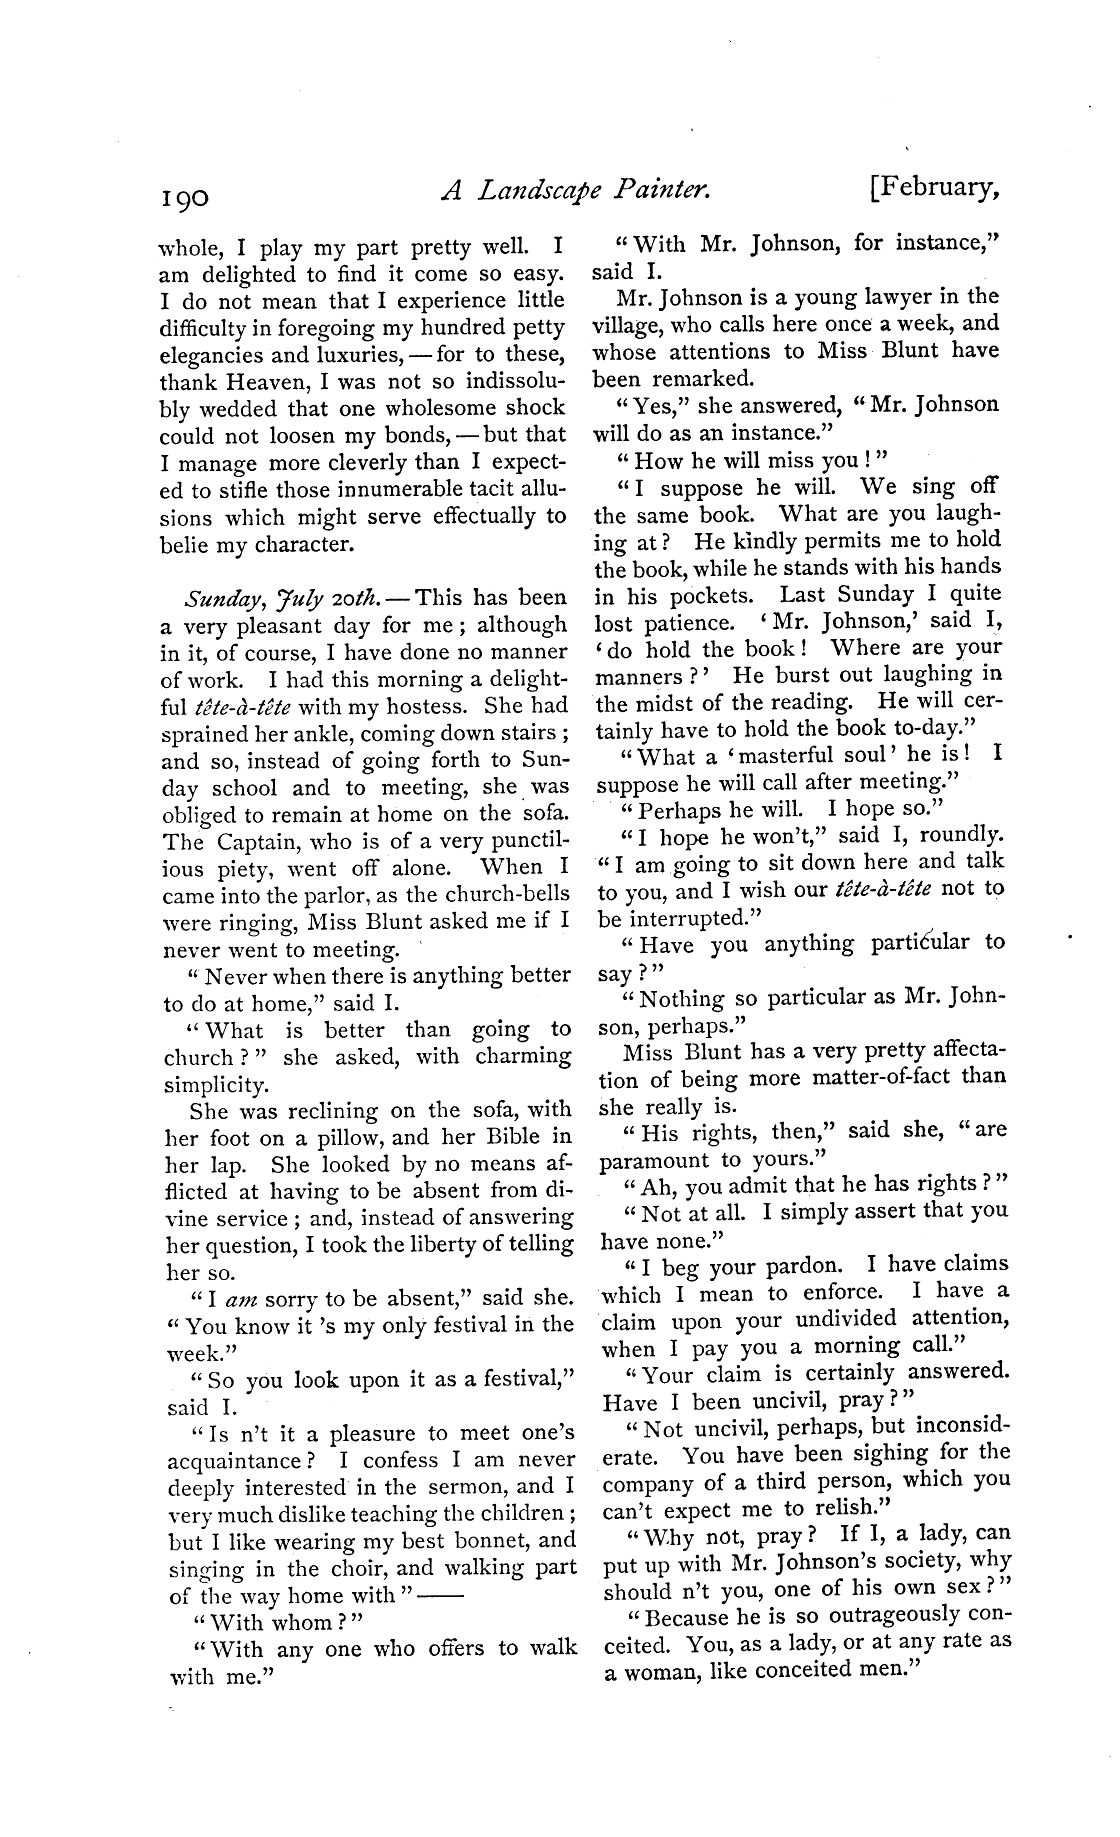 190 A Landscape Painter. [February,
whole, I play my part pretty well. I
am delighted to find it come so easy.
I do not mean that I experience little
difficulty in foregoing my hundred petty
elegancies and luxuries, — for to these,
thank Heaven, I was not so indissolu-
bly wedded that one wholesome shock
could not loosen my bonds, — but that
I manage more cleverly than I expect-
ed to stifle those innumerable tacit allu-
sions which might serve effectually to
belie my character.
Sunday, July 20th. — This has been
a very pleasant day for me ; although
in it, of course, I have done no manner
of work. I had this morning a delight-
ful tête-à-tête with my hostess. She had
sprained her ankle, coming down stairs ;
and so, instead of going forth to Sun-
day school and to meeting, she was
obliged to remain at home on the sofa.
The Captain, who is of a very punctil-
ious piety, went off alone. When I
came into the parlor, as the church-bells
were ringing, Miss Blunt asked me if I
never went to meeting.
“ Never when there is anything better
to do at home,” said I.
“ What is better than going to
church ? ” she asked, with charming
simplicity.
She was reclining on the sofa, with
her foot on a pillow, and her Bible in
her lap. She looked by no means af-
flicted at having to be absent from di-
vine service ; and, instead of answering
her question, I took the liberty of telling
her so.
“ I am sorry to be absent,” said she.
“ You know it 's my only festival in the
week.”
“ So you look upon it as a festival,”
said I.
“ Is n't it a pleasure to meet one's
acquaintance ? I confess I am never
deeply interested in the sermon, and I
very much dislike teaching the children ;
but I like wearing my best bonnet, and
singing in the choir, and walking part
of the way home with ” ——
“ With whom ? ”
“ With any one who offers to walk
with me.”
“ With Mr. Johnson, for instance,”
said I.
Mr. Johnson is a young lawyer in the
village, who calls here once a week, and
whose attentions to Miss Blunt have
been remarked.
“ Yes,” she answered, “ Mr. Johnson
will do as an instance.”
“ How he will miss you ! ”
“ I suppose he will. We sing off
the same book. What are you laugh-
ing at ? He kindly permits me to hold
the book, while he stands with his hands
in his pockets. Last Sunday I quite
lost patience. ‘ Mr. Johnson,’ said I,
‘ do hold the book ! Where are your
manners ? ’ He burst out laughing in
the midst of the reading. He will cer-
tainly have to hold the book to-day.”
“ What a ‘ masterful soul ’ he is ! I
suppose he will call after meeting.”
“ Perhaps he will. I hope so.”
“ I hope he won't,” said I, roundly.
“ I am going to sit down here and talk
to you, and I wish our tête-à-tête not to
be interrupted.”
“ Have you anything particular to
say ? ”
“ Nothing so particular as Mr. John-
son, perhaps.”
Miss Blunt has a very pretty affecta-
tion of being more matter-of-fact than
she really is.
“ His rights, then,” said she, “ are
paramount to yours.”
“ Ah, you admit that he has rights ? ”
“ Not at all. I simply assert that you
have none.”
“ I beg your pardon. I have claims
which I mean to enforce. I have a
claim upon your undivided attention,
when I pay you a morning call.”
“ Your claim is certainly answered.
Have I been uncivil, pray ? ”
“ Not uncivil, perhaps, but inconsid-
erate. You have been sighing for the
company of a third person, which you
can't expect me to relish.”
“ Why not, pray ? If I, a lady, can
put up with Mr. Johnson's society, why
should n't you, one of his own sex ? ”
“ Because he is so outrageously con-
ceited. You, as a lady, or at any rate as
a woman, like conceited men.”